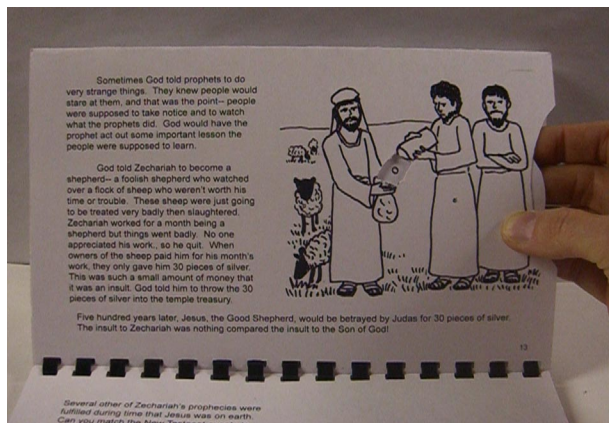 Sometimes God told prophets to do
very strange things. They knew people would
stare at them, and that was the point-- people
were supposed to take notice and to watch
what the prophets did. God would have the
prophet act out some important lesson the
people were supposed to learn.
God told Zechariah to become a
shepherd-- a foolish shepherd who watched
over a flock of sheep who weren't worth his
time or trouble. These sheep were just going
to be treated very badly then slaughtered.
Zechariah worked for a month being a
shepherd but things went badly. No one
appreciated his work., so he quit. When
owners of the sheep paid him for his month's
work, they only gave him 30 pieces of silver.
This was such a small amount of money that
it was an insult. God told him to throw the 30
pieces of silver into the temple treasury.
Five hundred years later, Jesus, the Good Shepherd, would be betrayed by Judas for 30 pieces of silver.
The insult to Zechariah was nothing compared the insult to the Son of God!
13
Several other of Zechariah's prophecies were
fulfilled during time that Jesus was on earth.
Can you match the New